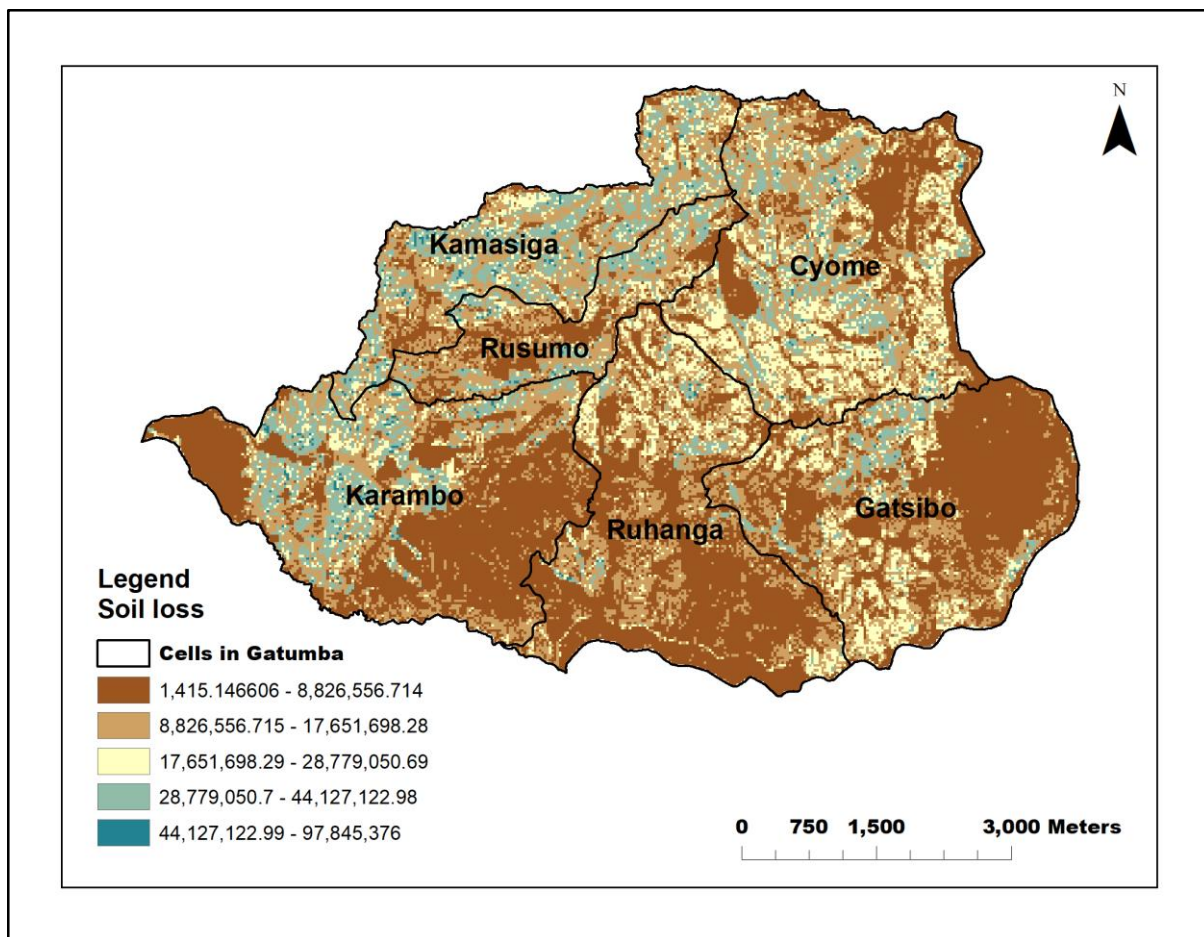 N
Kamasiga
Cyome
Rusumo
Karambo
Gatsibo
Ruhanga
Legend
Soil loss
Cells in Gatumba
1,415.146606 - 8,826,556.714
8,826,556.715 - 17,651,698.28
17,651,698.29 - 28,779,050.69
28,779,050.7 - 44,127,122.98
44,127,122.99 - 97,845,376
0 750 1,500 3,000 Meters